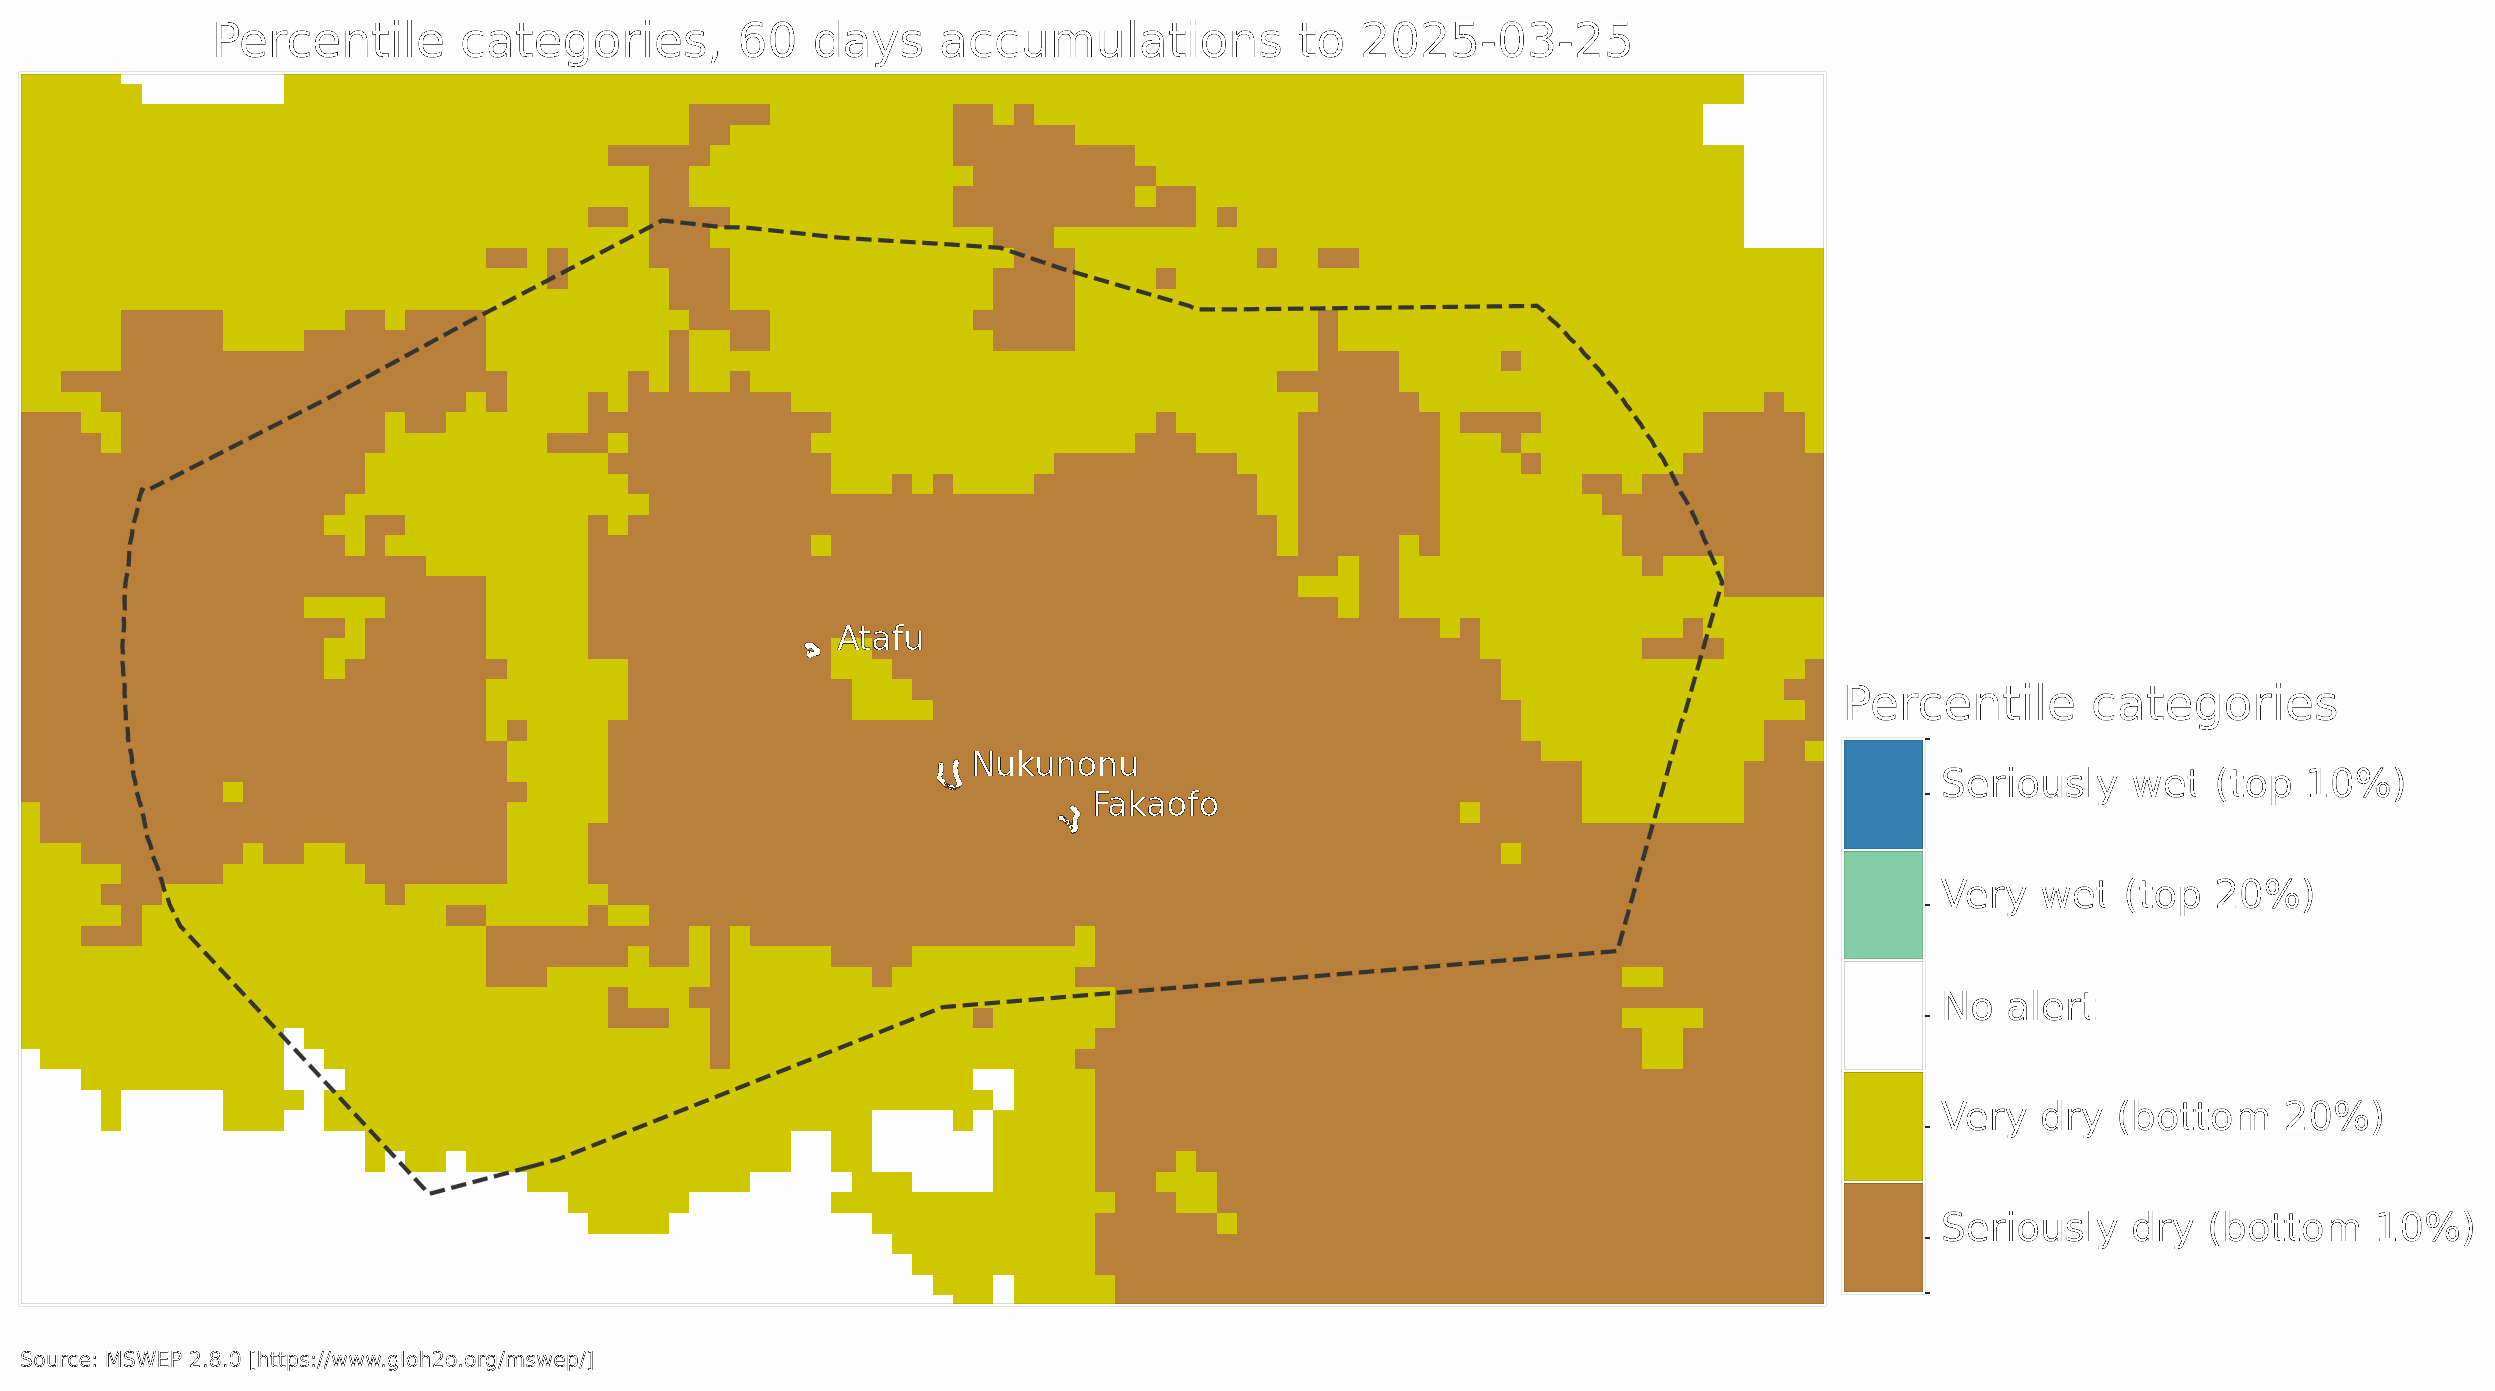 Percentile categories, 60 days accumulations to 2025-03-25
Atafu
Nukunonu
Fakaofo
Percentile categories
Seriously wet (top 10%)
Very wet (top 20%)
No alert
Very dry (bottom 20%)
Seriously dry (bottom 10%)
Source: MSWEP 2.8.0 [https://www.gloh2o.org/mswep/]